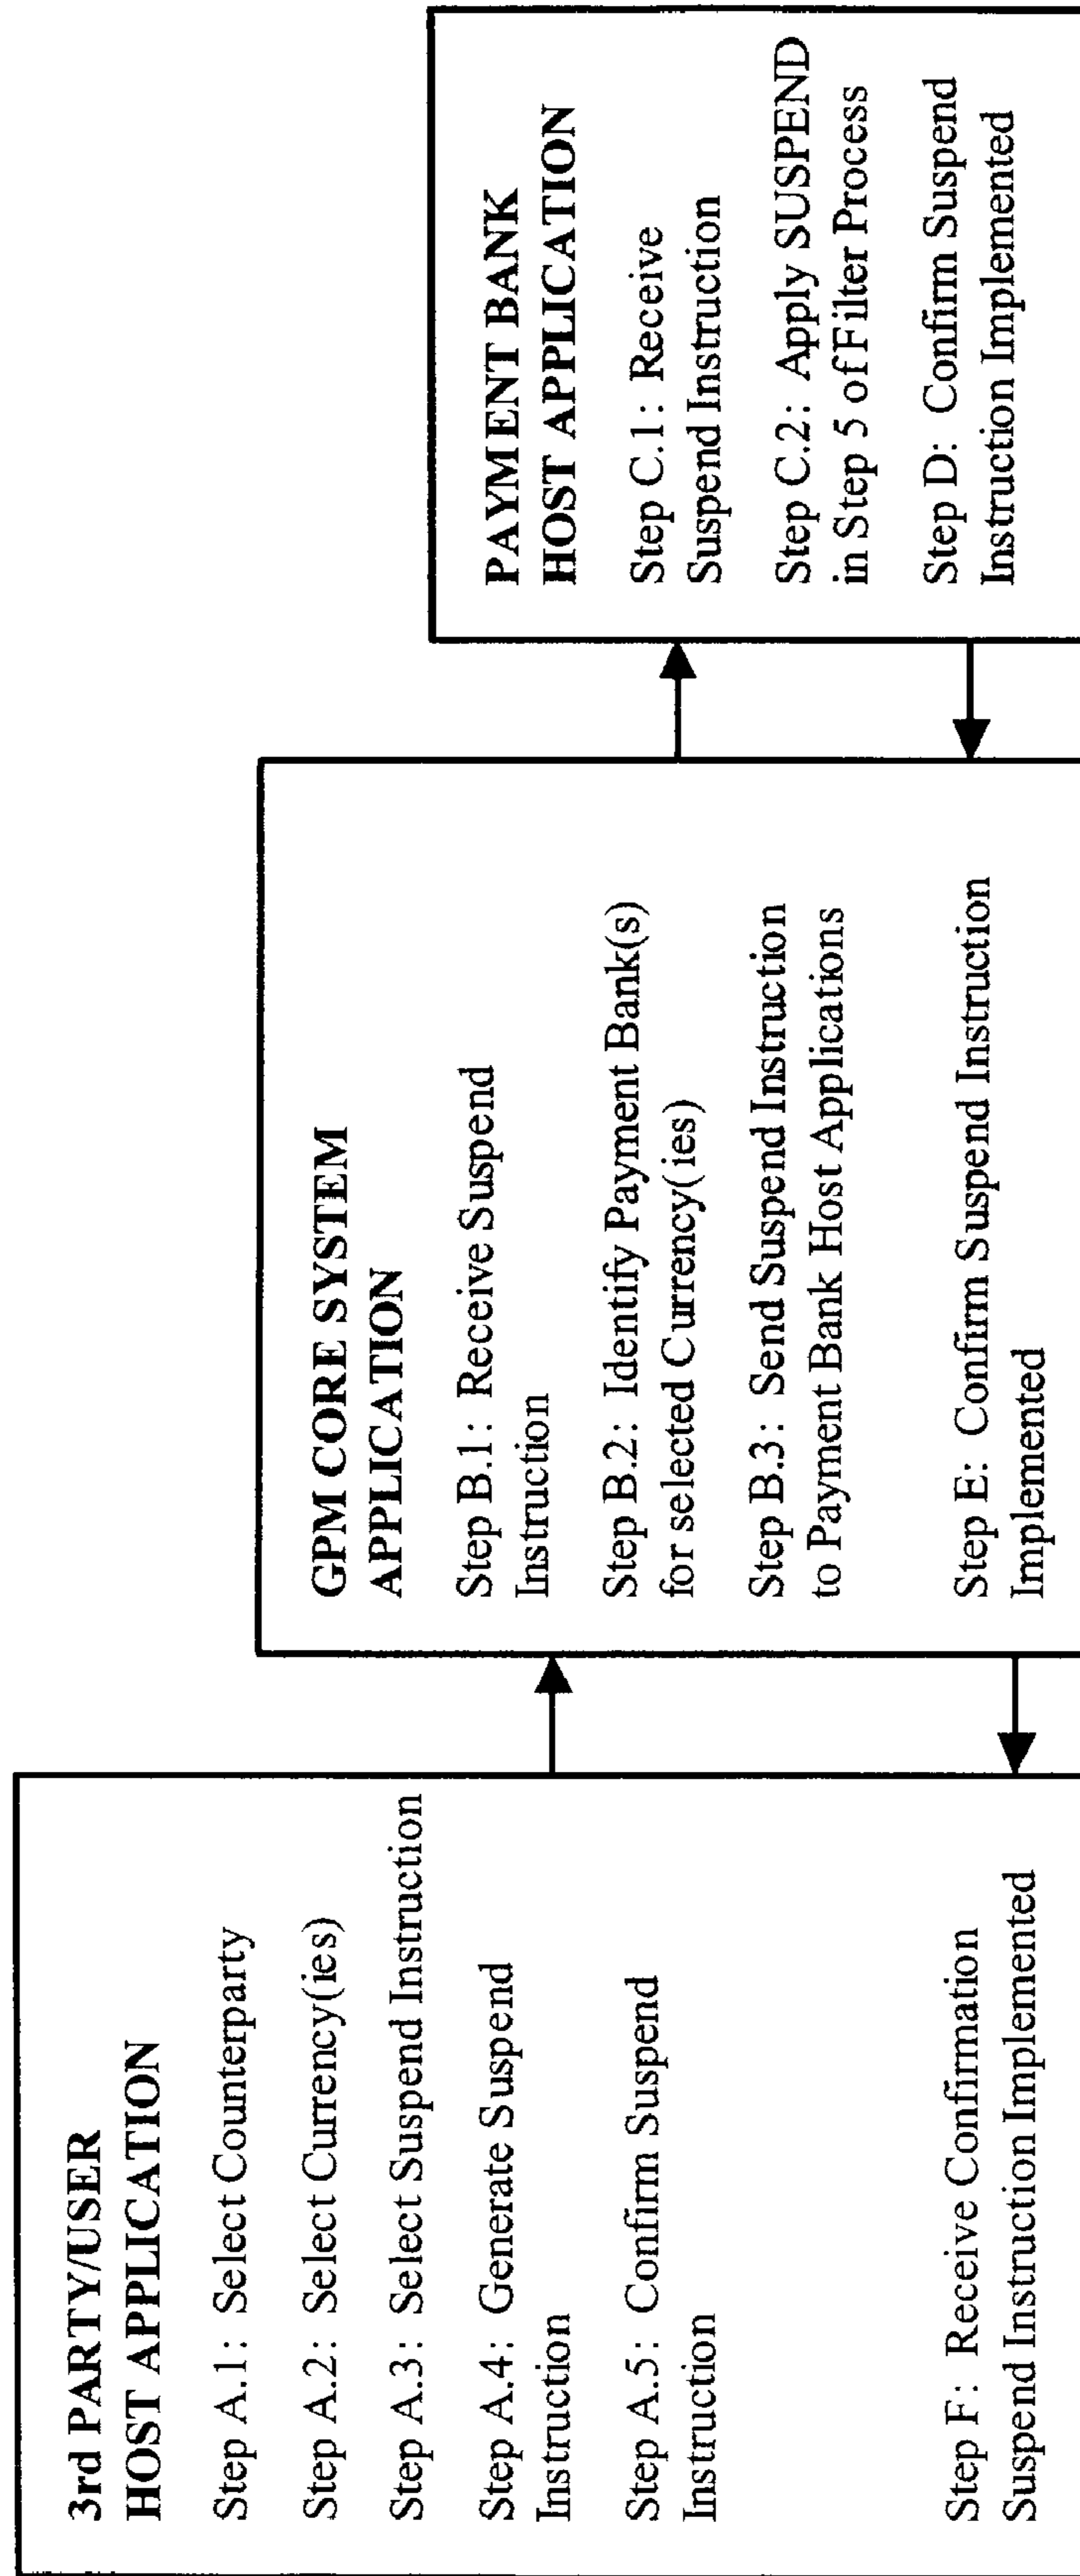 3rd PARTY/USER
HOST APPLICATION
Step A.1: Select Counterparty
Step A.2: Select Currency(ies)
Step A.3: Select Suspend Instruction
Step A.4: Generate Suspend
Instruction
Step A.5: Confirm Suspend
Instruction
Step F: Receive Confirmation
Suspend Instruction Implemented
GPM CORE SYSTEM
APPLICATION
Step B.1: Receive Suspend
Instruction
Step B.2: Identify Payment Bank(s)
for selected Currency(ies)
Step B.3: Send Suspend Instruction
to Payment Bank Host Applications
Step E: Confirm Suspend Instruction
Implemented
PAYMENT BANK
HOST APPLICATION
Step C.1: Receive
Suspend Instruction
Step C.2: Apply SUSPEND
in Step 5 of Filter Process
Step D: Confirm Suspend
Instruction Implemented